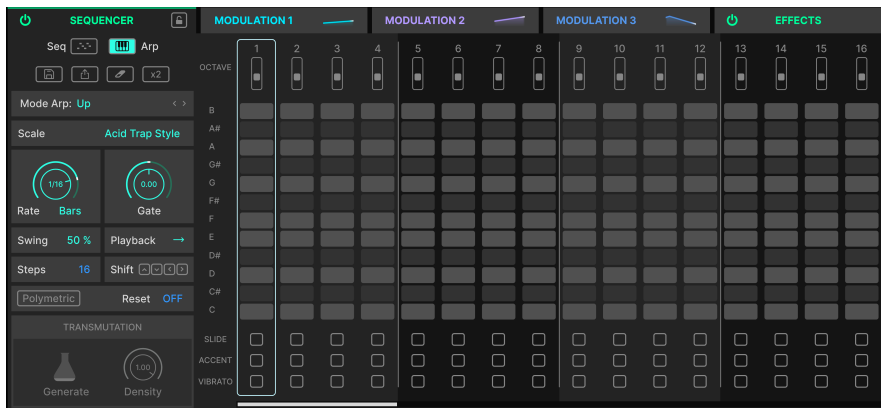 SEQUENCER MODULATION 1 MODULATION 2 MODULATION 3 EFFECTS
Seq Arp
x2
Mode Arp: Up < >
Scale Acid Trap Style
1/16 0.00
Rate Bars Gate
Swing 50 % Playback →
Steps 16 Shift
Polymetric Reset OFF
TRANSMUTATION
1.00
Generate Density
1 2 3 4 5 6 7 8 9 10 11 12 13 14 15 16
OCTAVE
B
A#
A
G#
G
F#
F
E
D#
D
C#
C
SLIDE
ACCENT
VIBRATO